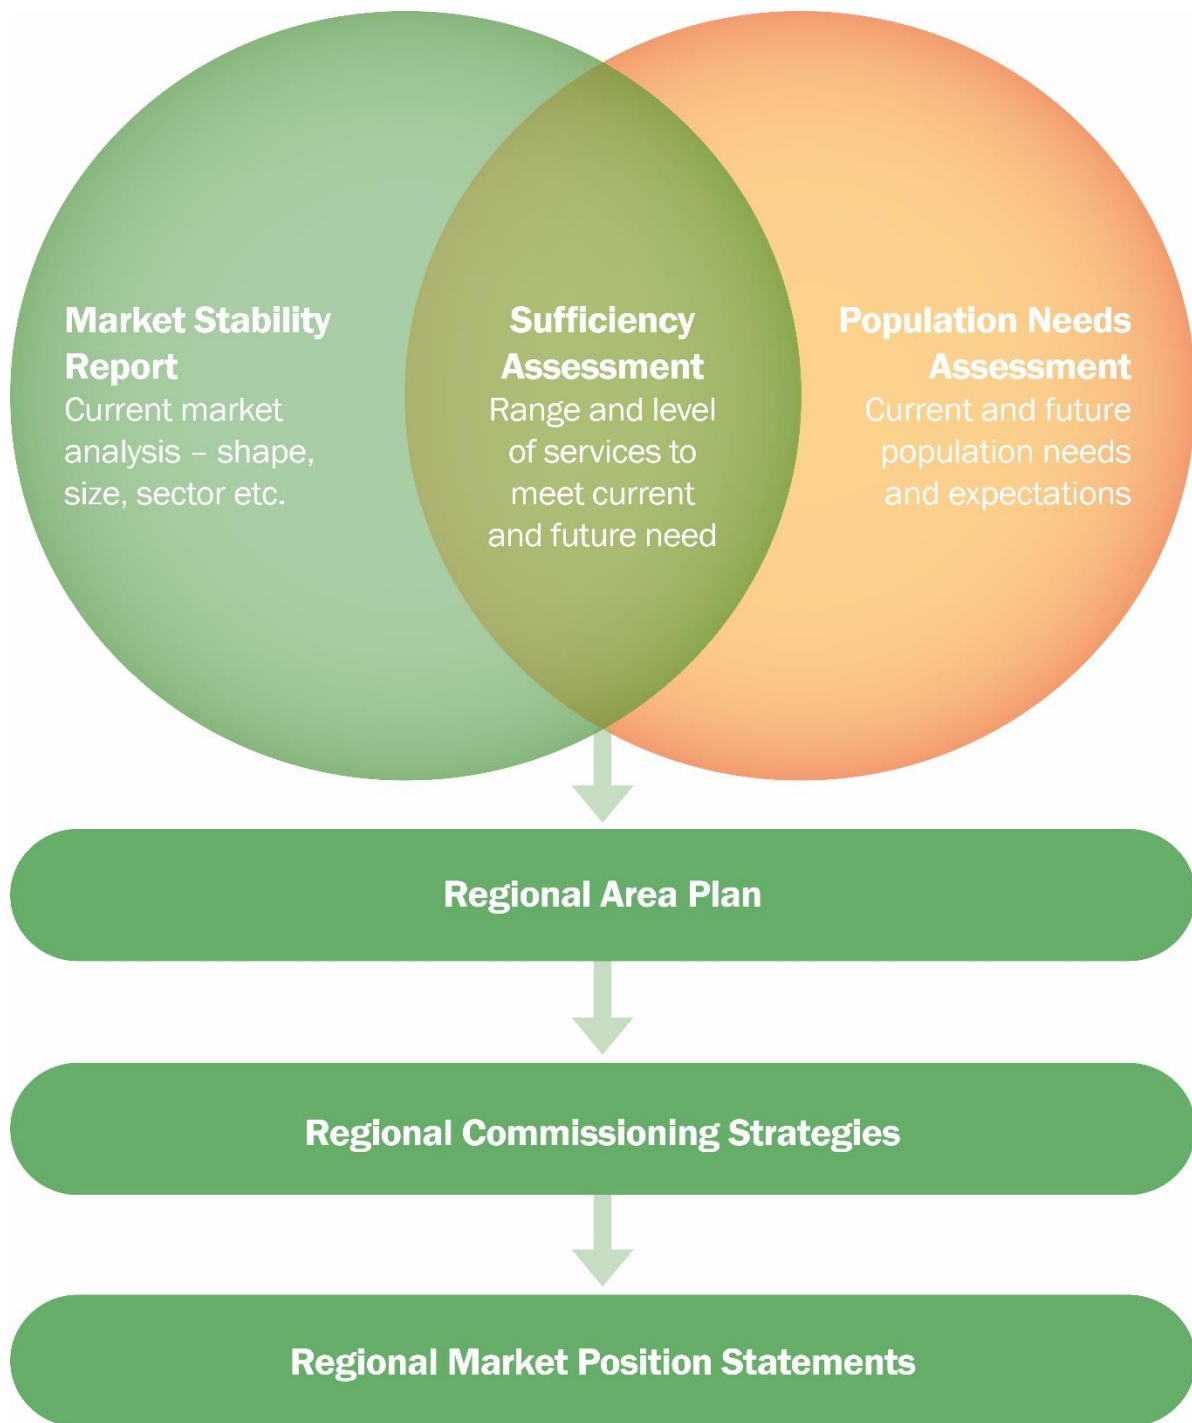 Market Stability
Report
Current market
analysis – shape,
size, sector etc.
Sufficiency
Assessment
Range and level
of services to
meet current
and future need
Population Needs
Assessment
Current and future
population needs
and expectations
Regional Area Plan
Regional Commissioning Strategies
Regional Market Position Statements